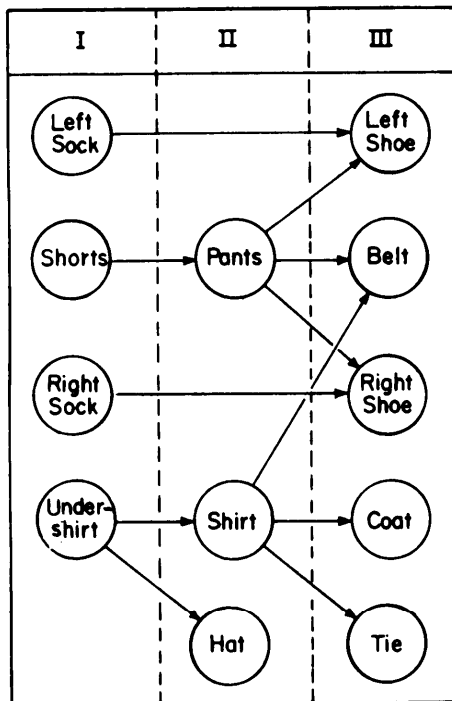 I II III
Left
Sock
Left
Shoe
Shorts
Pants
Belt
Right
Sock
Right
Shoe
Under-
shirt
Shirt
Coat
Hat
Tie